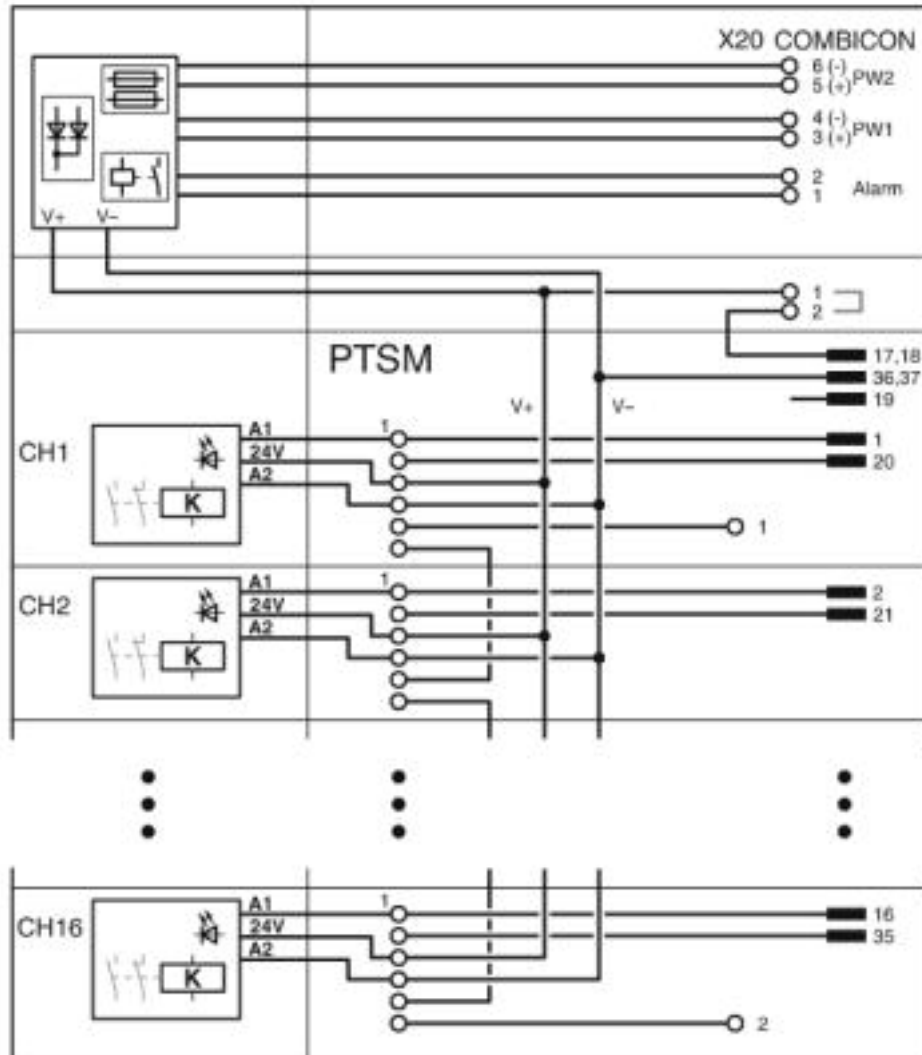 X20 COMBICON
6 (-)
5 (+) PW2
4 (-)
3 (+) PW1
2
1 Alarm
V+ V-
1
2
PTSM
17,18
36,37
19
V+ V-
CH1
A1
24V
A2
K
1
1
20
1
CH2
A1
24V
A2
K
1
2
21
CH16
A1
24V
A2
K
1
16
35
2